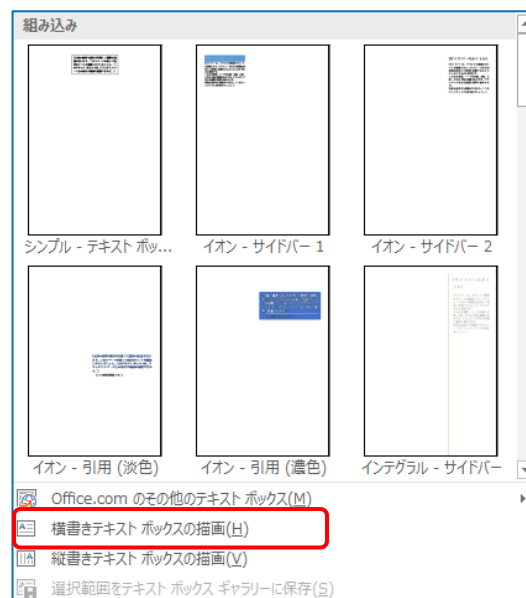 組み込み
シンプル - テキスト ボッ...
イオン - サイドバー 1
イオン - サイドバー 2
イオン - 引用 (淡色)
イオン - 引用 (濃色)
インテグラル - サイドバー
Office.com のその他のテキスト ボックス(M)
横書きテキスト ボックスの描画(H)
縦書きテキスト ボックスの描画(V)
選択範囲をテキスト ボックス ギャラリーに保存(S)